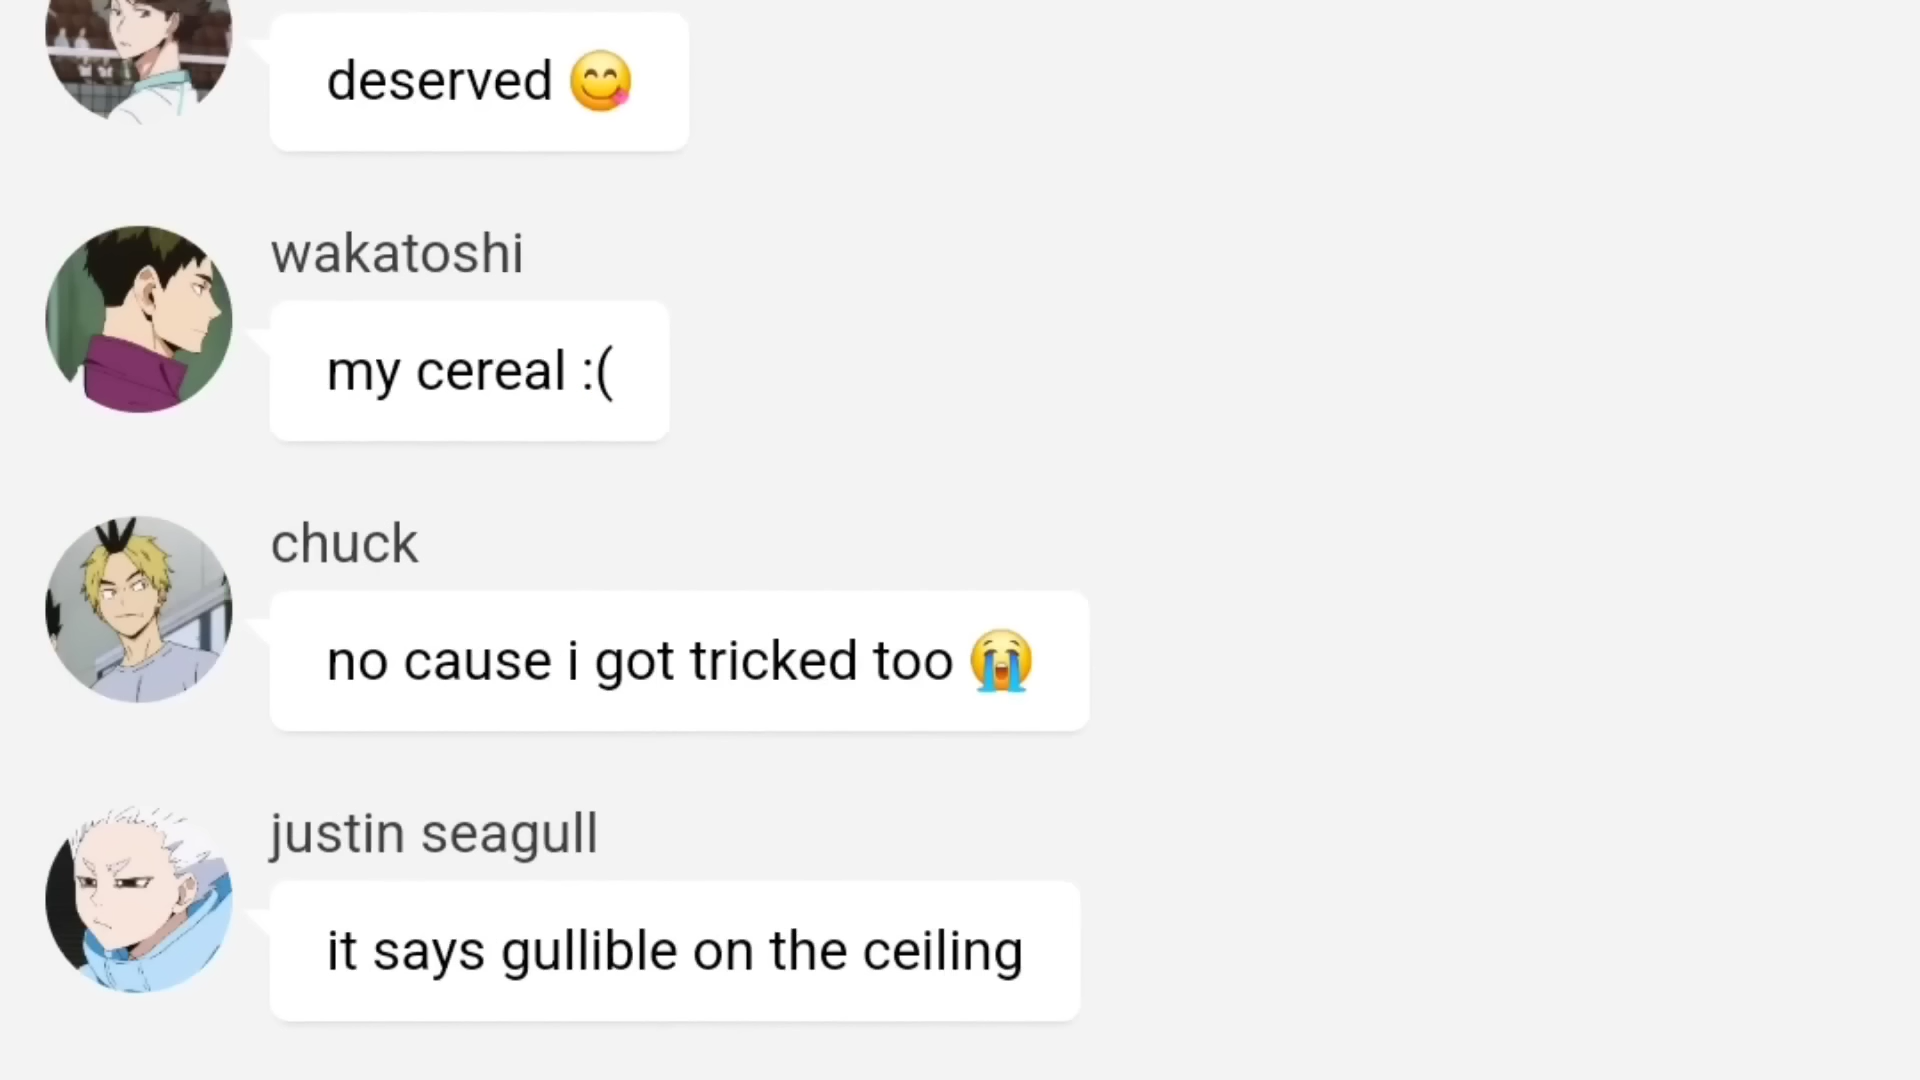 deserved 😋
wakatoshi
my cereal :(
chuck
no cause i got tricked too 😭
justin seagull
it says gullible on the ceiling